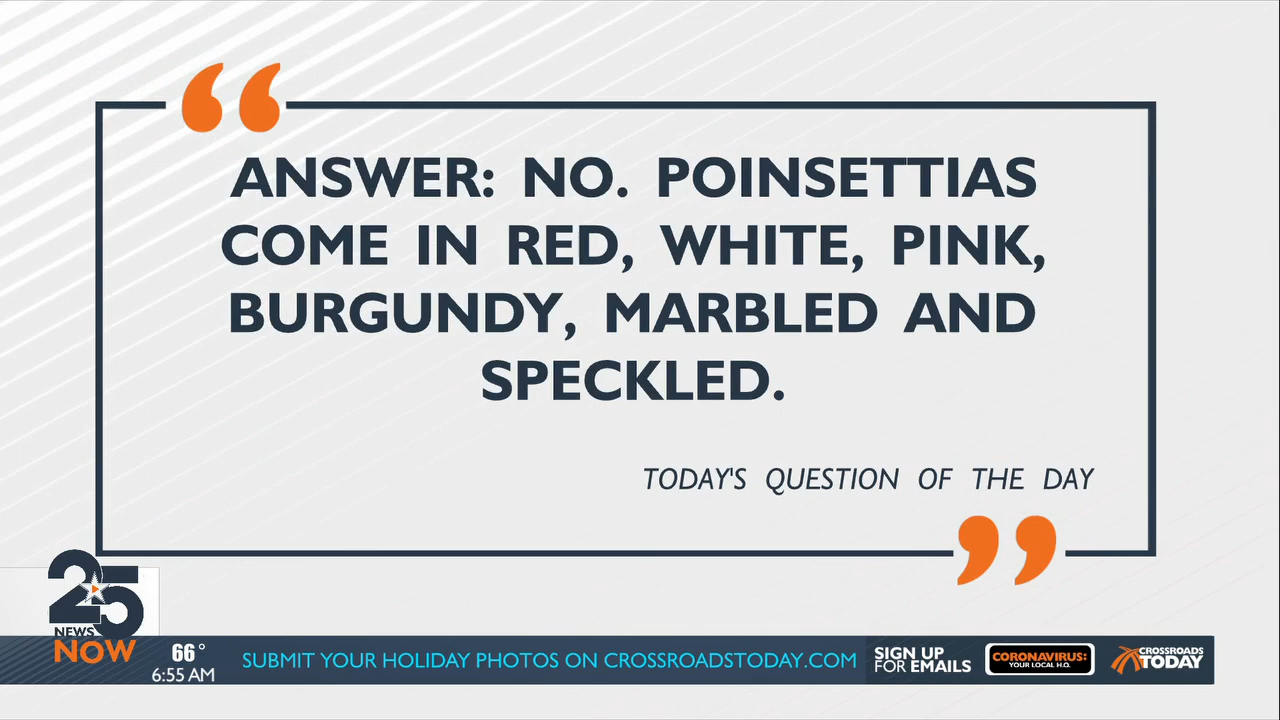 ANSWER: NO. POINSETTIAS
COME IN RED, WHITE, PINK,
BURGUNDY, MARBLED AND
SPECKLED.
TODAY'S QUESTION OF THE DAY
25
NEWS
NOW
66°
6:55 AM
SUBMIT YOUR HOLIDAY PHOTOS ON CROSSROADSTODAY.COM
SIGN UP
FOR EMAILS
CORONAVIRUS:
YOUR LOCAL H.Q.
CROSSROADS
TODAY